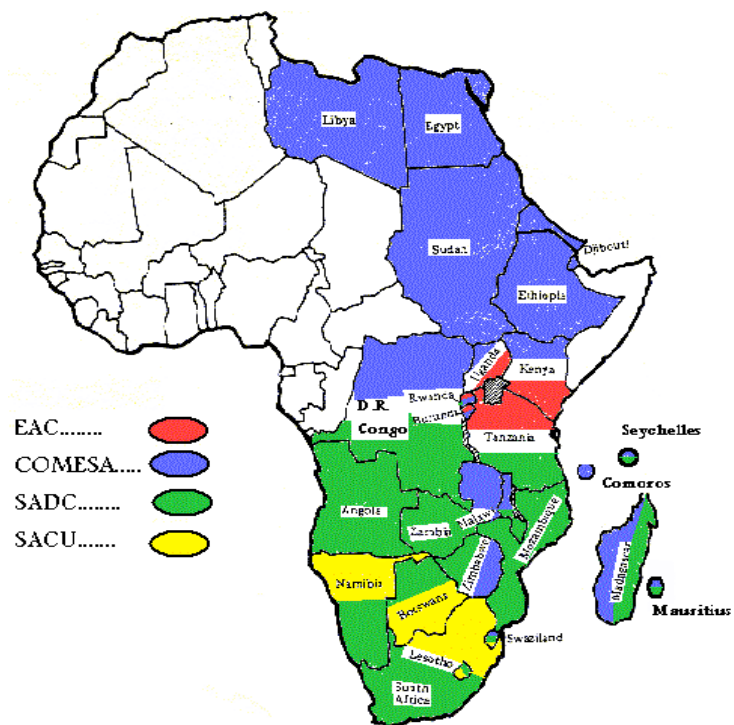 Libya
Egypt
Sudan
Djibouti
Ethiopia
Uganda
Kenya
Rwanda
Burundi
D.R.
Congo
Tanzania
EAC.......
COMESA.....
SADC........
SACU.......
Seychelles
Comoros
Angola
Zambia
Malawi
Mozambique
Zimbabwe
Madagascar
Mauritius
Namibia
Botswana
Swaziland
Lesotho
South
Africa